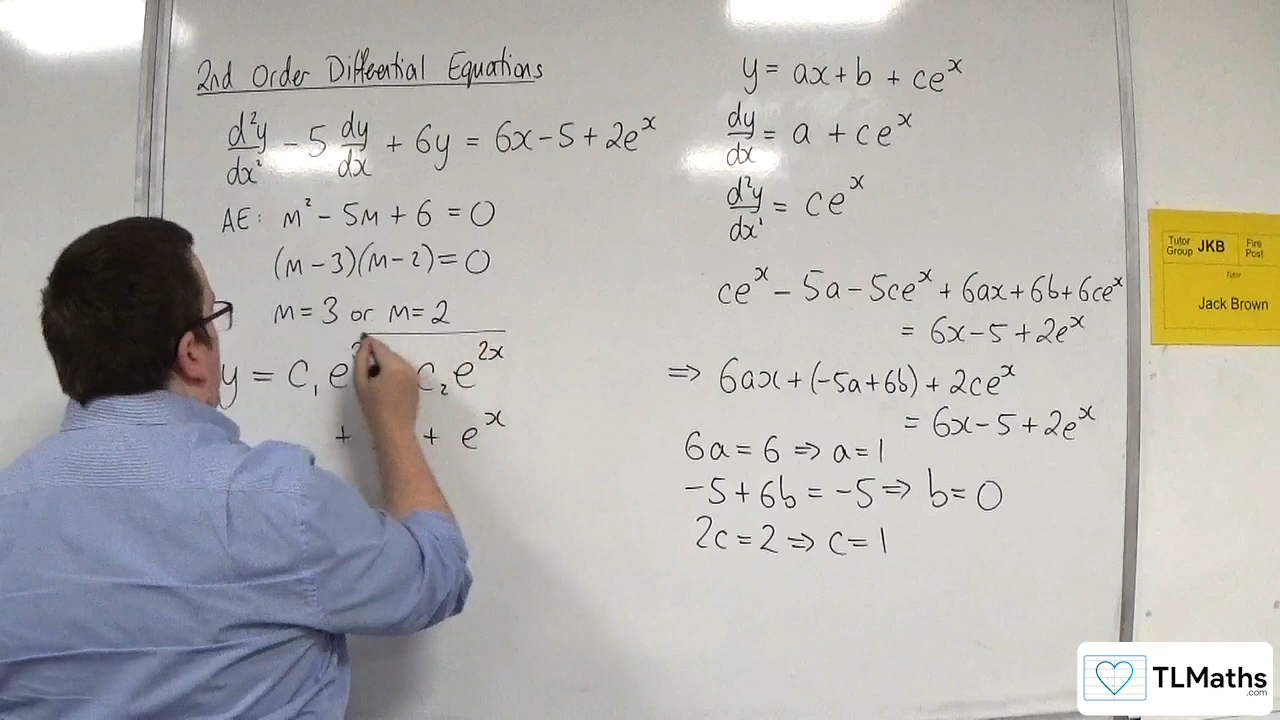 2nd Order Differential Equations
d²y/dx² - 5 dy/dx + 6y = 6x - 5 + 2eˣ
AE: m² - 5m + 6 = 0
(m - 3)(m - 2) = 0
m = 3 or m = 2
y = c₁e c₂e²ˣ
+ + eˣ
y = ax + b + ceˣ
dy/dx = a + ceˣ
d²y/dx² = ceˣ
ceˣ - 5a - 5ceˣ + 6ax + 6b + 6ceˣ
= 6x - 5 + 2eˣ
⇒ 6ax + (-5a + 6b) + 2ceˣ
= 6x - 5 + 2eˣ
6a = 6 ⇒ a = 1
-5 + 6b = -5 ⇒ b = 0
2c = 2 ⇒ c = 1
Tutor Group JKB Fire Post
Tutor
Jack Brown
TLMaths
.com